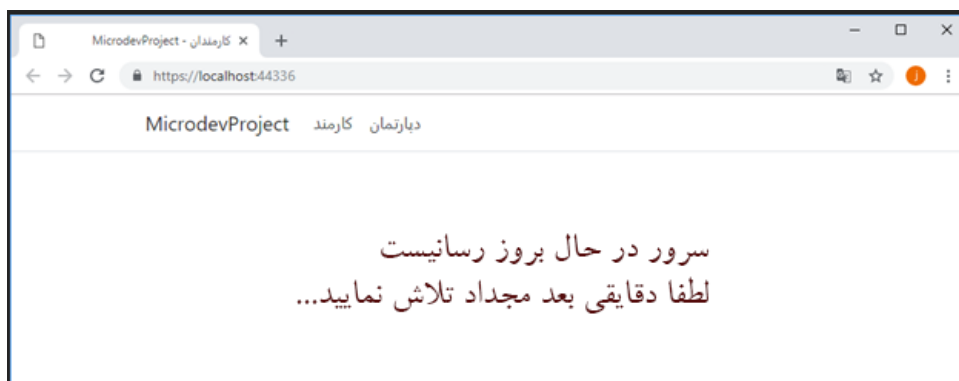 MicrodevProject - کارمندان
https://localhost:44336
J
MicrodevProject کارمند دپارتمان
سرور در حال بروز رسانیست
لطفا دقایقی بعد مجداد تلاش نمایید...